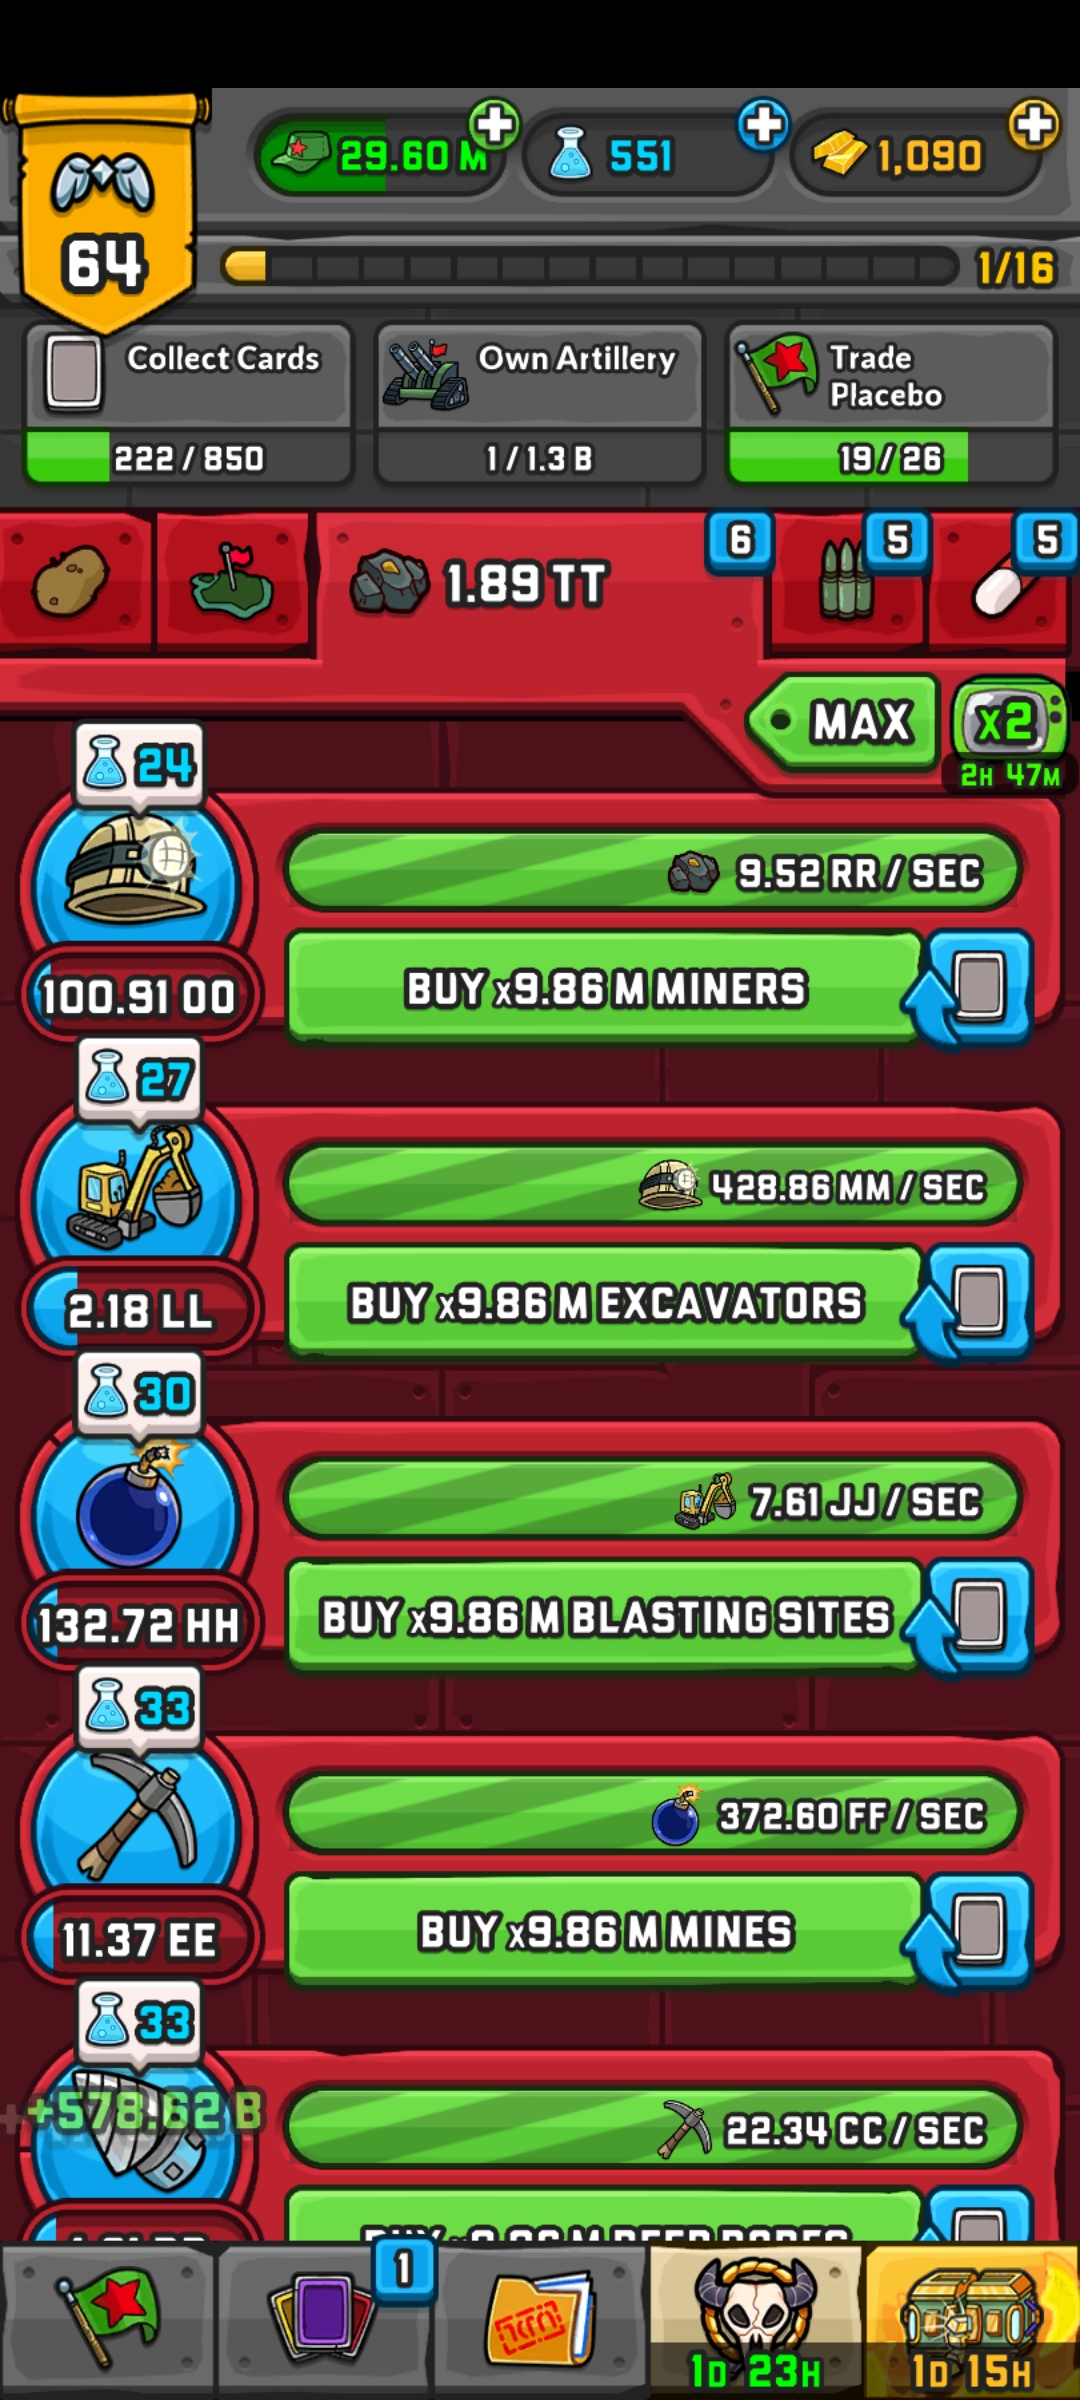 29.60 M
551
1,090
64
1/16
Collect Cards
222 / 850
Own Artillery
1 / 1.3 B
Trade
Placebo
19 / 26
1.89 TT
6
5
5
MAX
x2
2H 47M
24
9.52 RR / SEC
100.91 OO
BUY x9.86 M MINERS
27
428.86 MM / SEC
2.18 LL
BUY x9.86 M EXCAVATORS
30
7.61 JJ / SEC
132.72 HH
BUY x9.86 M BLASTING SITES
33
372.60 FF / SEC
11.37 EE
BUY x9.86 M MINES
33
+578.62 B
22.34 CC / SEC
1
1D 23H
1D 15H